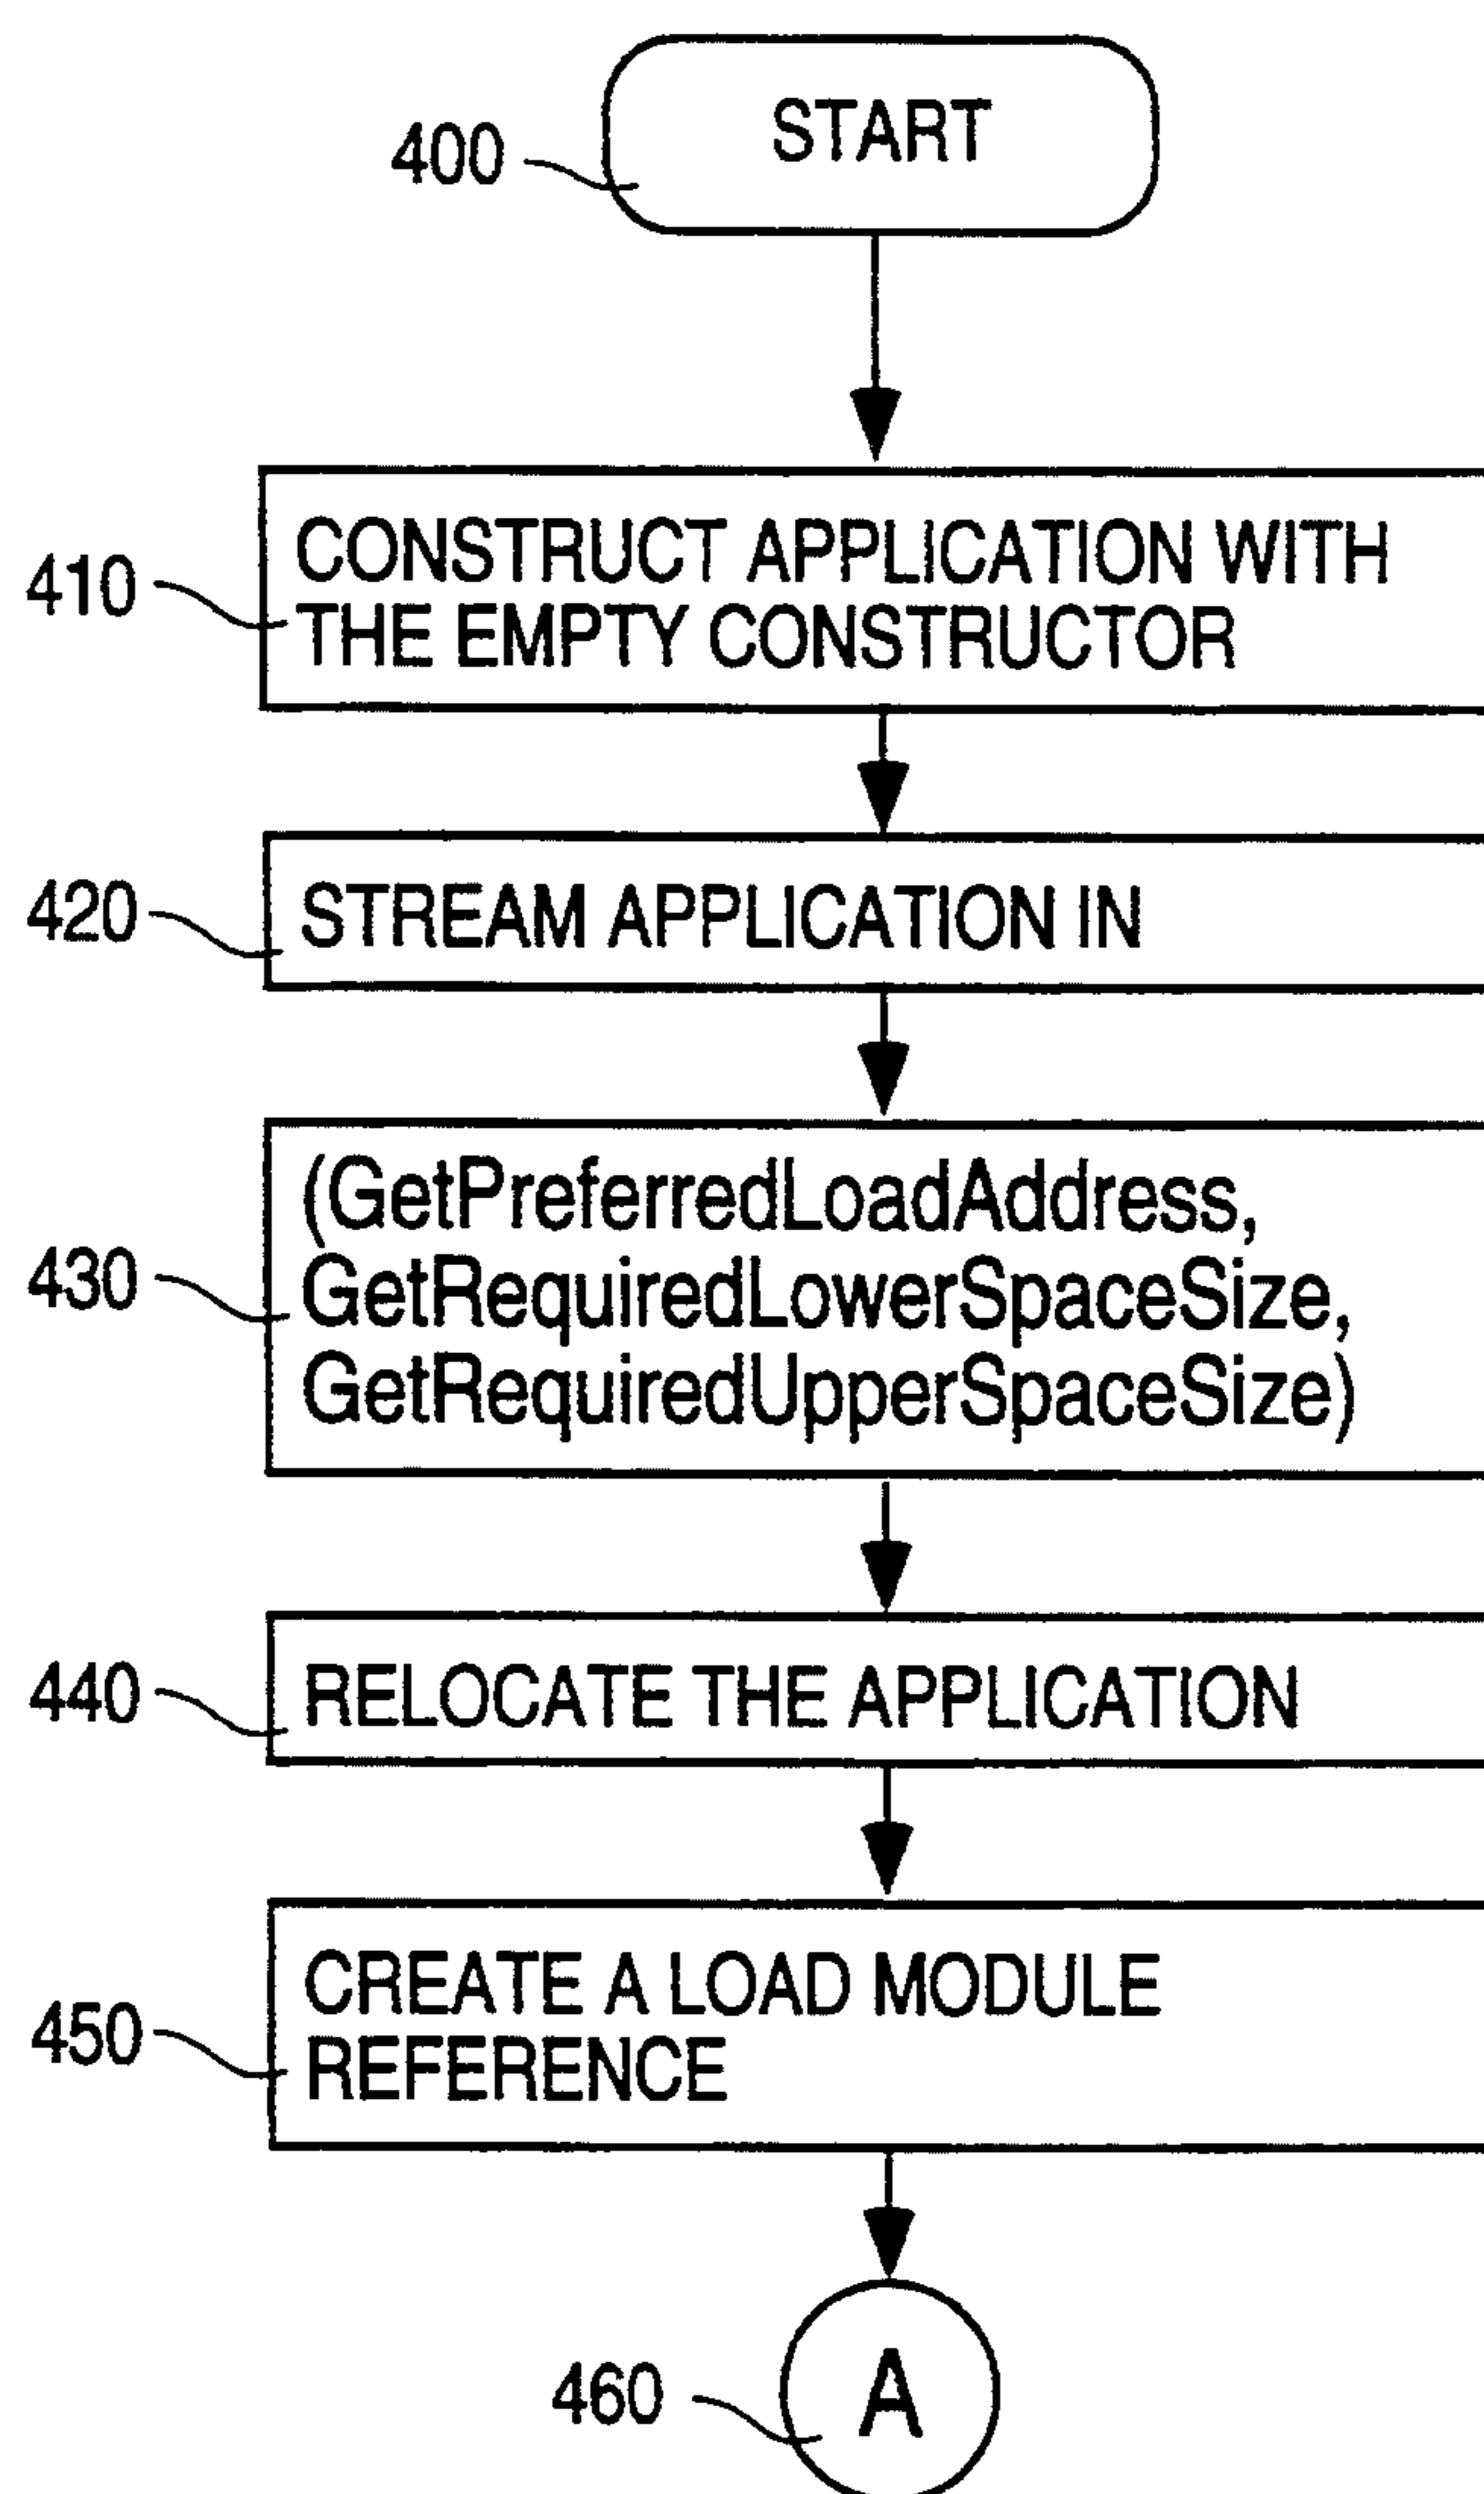 START
400
CONSTRUCT APPLICATION WITH
THE EMPTY CONSTRUCTOR
410
STREAM APPLICATION IN
420
(GetPreferredLoadAddress,
GetRequiredLowerSpaceSize,
GetRequiredUpperSpaceSize)
430
RELOCATE THE APPLICATION
440
CREATE A LOAD MODULE
REFERENCE
450
A
460